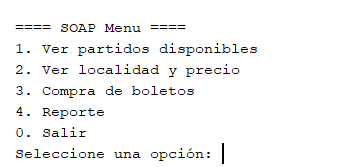 ==== SOAP Menu ====
1. Ver partidos disponibles
2. Ver localidad y precio
3. Compra de boletos
4. Reporte
0. Salir
Seleccione una opción: